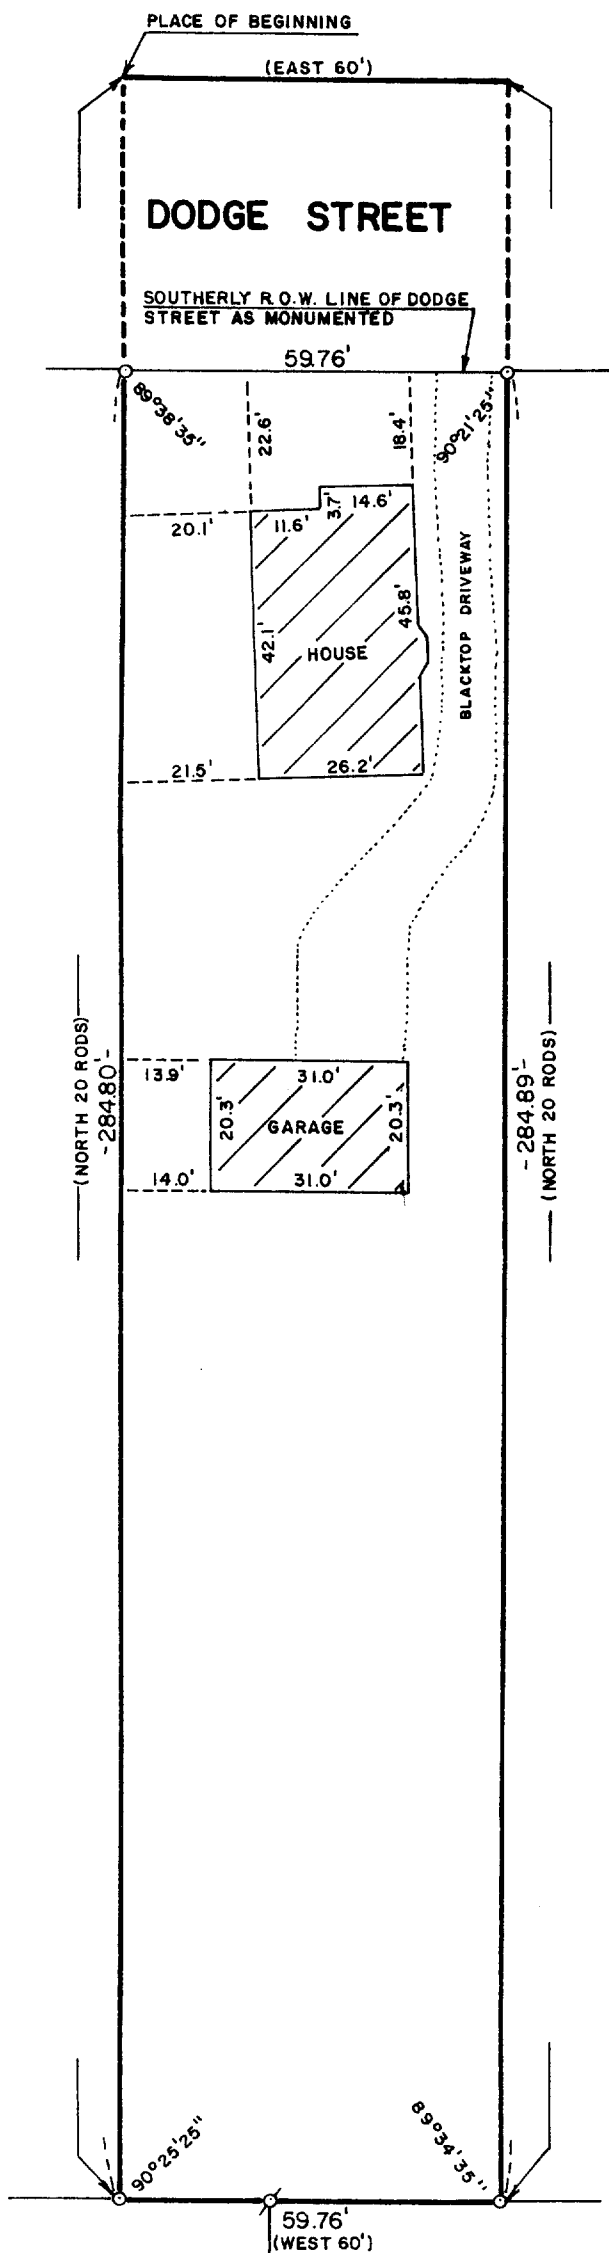 PLACE OF BEGINNING
(EAST 60')
DODGE STREET
SOUTHERLY R.O.W. LINE OF DODGE
STREET AS MONUMENTED
59.76'
89°38'35"
22.6'
18.4'
90°21'25"
20.1'
11.6'
3.7'
14.6'
42.1'
HOUSE
45.8'
BLACKTOP DRIVEWAY
21.5'
26.2'
(NORTH 20 RODS)
-284.80'-
13.9'
31.0'
20.3'
GARAGE
20.3'
14.0'
31.0'
-284.89'-
(NORTH 20 RODS)
90°25'25"
89°34'35"
59.76'
(WEST 60')